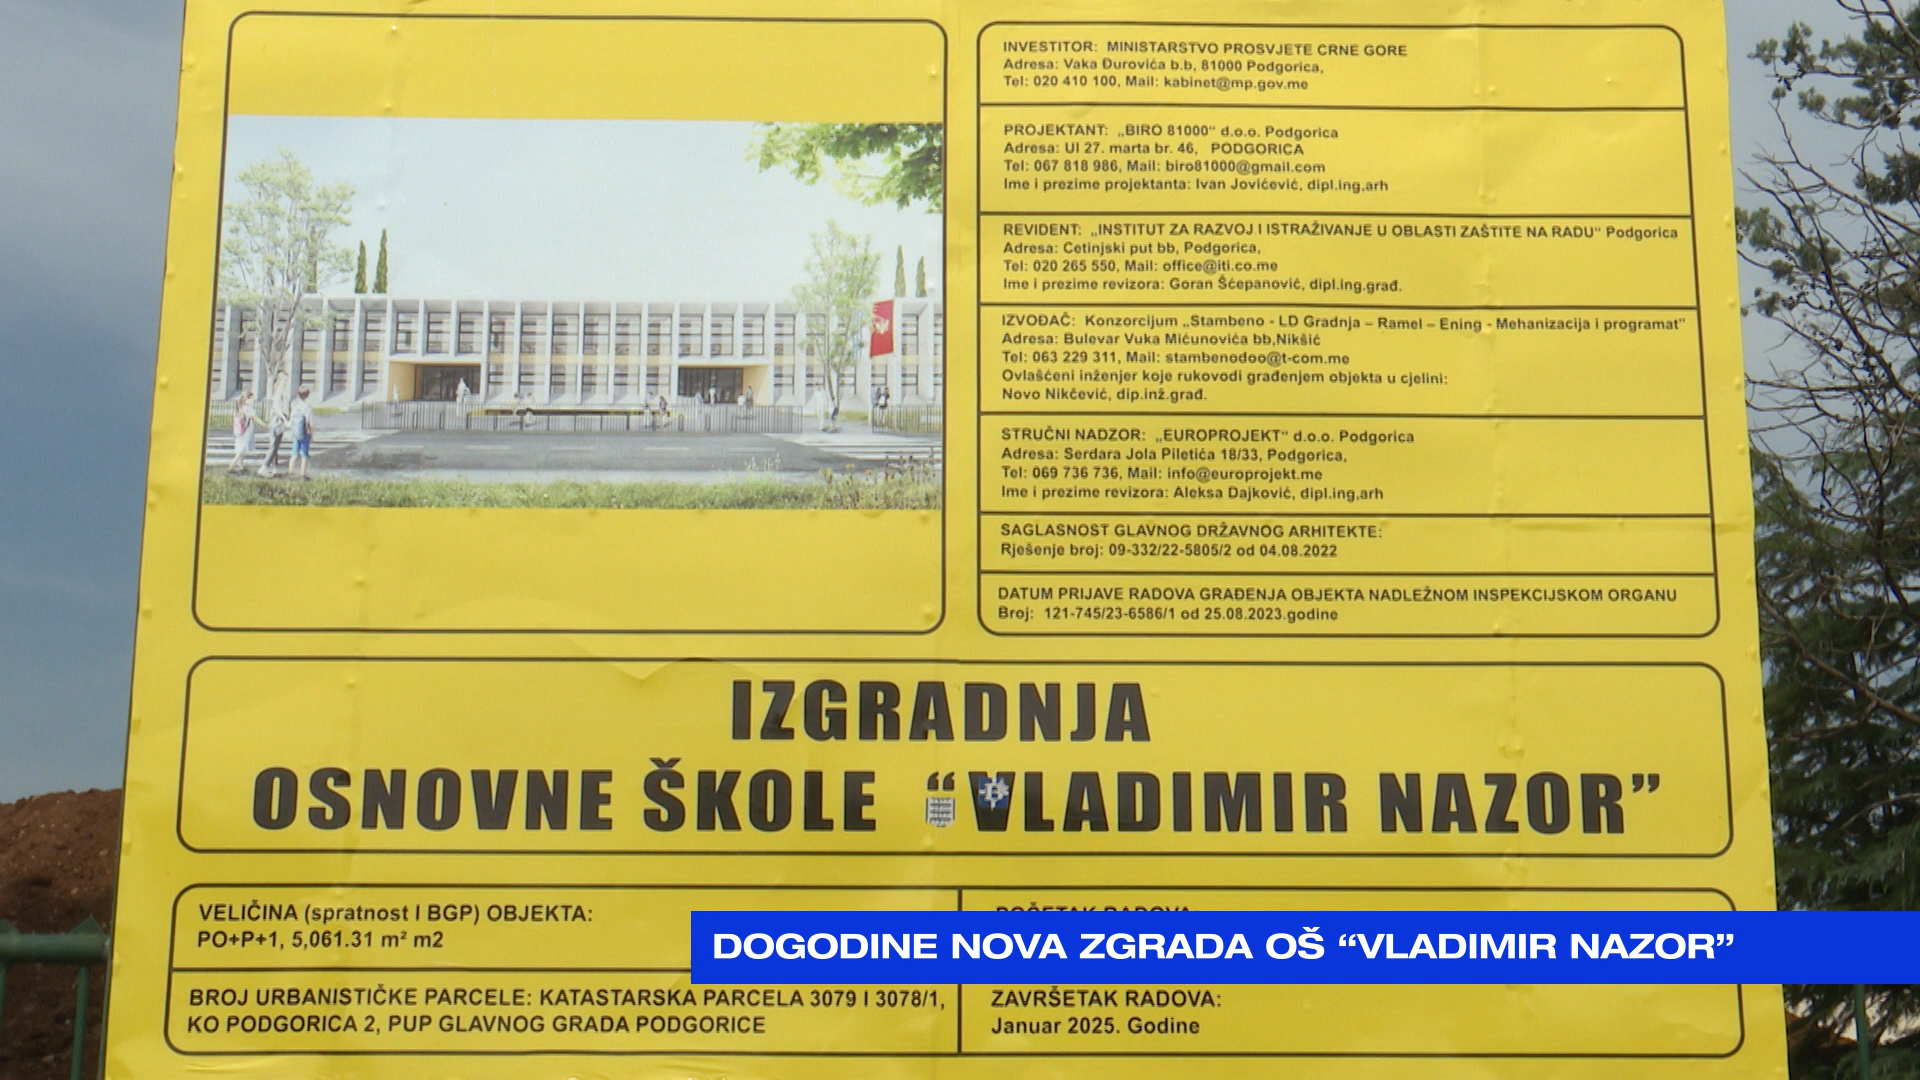 INVESTITOR: MINISTARSTVO PROSVJETE CRNE GORE
Adresa: Vaka Đurovića b.b, 81000 Podgorica,
Tel: 020 410 100, Mail: kabinet@mp.gov.me
PROJEKTANT: „BIRO 81000“ d.o.o. Podgorica
Adresa: Ul 27. marta br. 46, PODGORICA
Tel: 067 818 986, Mail: biro81000@gmail.com
Ime i prezime projektanta: Ivan Jovićević, dipl.ing,arh
REVIDENT: „INSTITUT ZA RAZVOJ I ISTRAŽIVANJE U OBLASTI ZAŠTITE NA RADU“ Podgorica
Adresa: Cetinjski put bb, Podgorica,
Tel: 020 265 550, Mail: office@iti.co.me
Ime i prezime revizora: Goran Šćepanović, dipl.ing.građ.
IZVOĐAČ: Konzorcijum „Stambeno - LD Gradnja – Ramel – Ening - Mehanizacija i programat”
Adresa: Bulevar Vuka Mićunovića bb,Nikšić
Tel: 063 229 311, Mail: stambenodoo@t-com.me
Ovlašćeni inženjer koje rukovodi građenjem objekta u cjelini:
Novo Nikčević, dip.inž.građ.
STRUČNI NADZOR: „EUROPROJEKT“ d.o.o. Podgorica
Adresa: Serdara Jola Piletića 18/33, Podgorica,
Tel: 069 736 736, Mail: info@europrojekt.me
Ime i prezime revizora: Aleksa Dajković, dipl.ing,arh
SAGLASNOST GLAVNOG DRŽAVNOG ARHITEKTE:
Rješenje broj: 09-332/22-5805/2 od 04.08.2022
DATUM PRIJAVE RADOVA GRAĐENJA OBJEKTA NADLEŽNOM INSPEKCIJSKOM ORGANU
Broj: 121-745/23-6586/1 od 25.08.2023.godine
IZGRADNJA
OSNOVNE ŠKOLE “VLADIMIR NAZOR”
VELIČINA (spratnost I BGP) OBJEKTA:
PO+P+1, 5,061.31 m² m2
POČETAK RADOVA:
DOGODINE NOVA ZGRADA OŠ “VLADIMIR NAZOR”
BROJ URBANISTIČKE PARCELE: KATASTARSKA PARCELA 3079 I 3078/1,
KO PODGORICA 2, PUP GLAVNOG GRADA PODGORICE
ZAVRŠETAK RADOVA:
Januar 2025. Godine